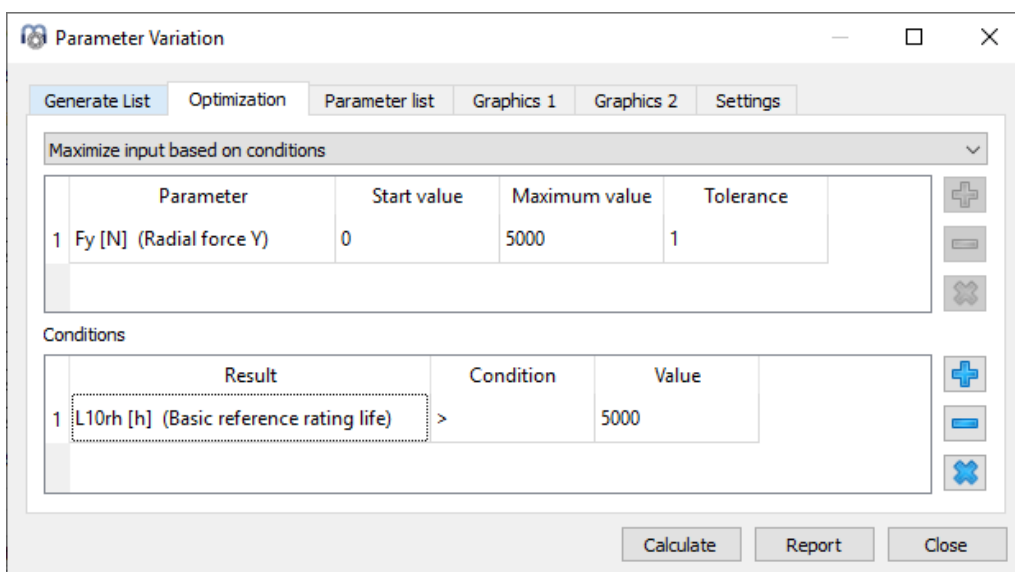 Parameter Variation
Generate List Optimization Parameter list Graphics 1 Graphics 2 Settings
Maximize input based on conditions
Parameter Start value Maximum value Tolerance
1 Fy [N] (Radial force Y) 0 5000 1
Conditions
Result Condition Value
1 L10rh [h] (Basic reference rating life) > 5000
Calculate Report Close